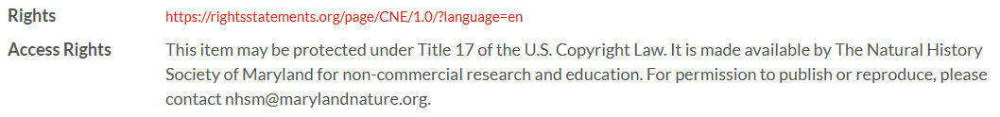 Rights https://rightsstatements.org/page/CNE/1.0/?language=en
Access Rights This item may be protected under Title 17 of the U.S. Copyright Law. It is made available by The Natural History
Society of Maryland for non-commercial research and education. For permission to publish or reproduce, please
contact nhsm@marylandnature.org.